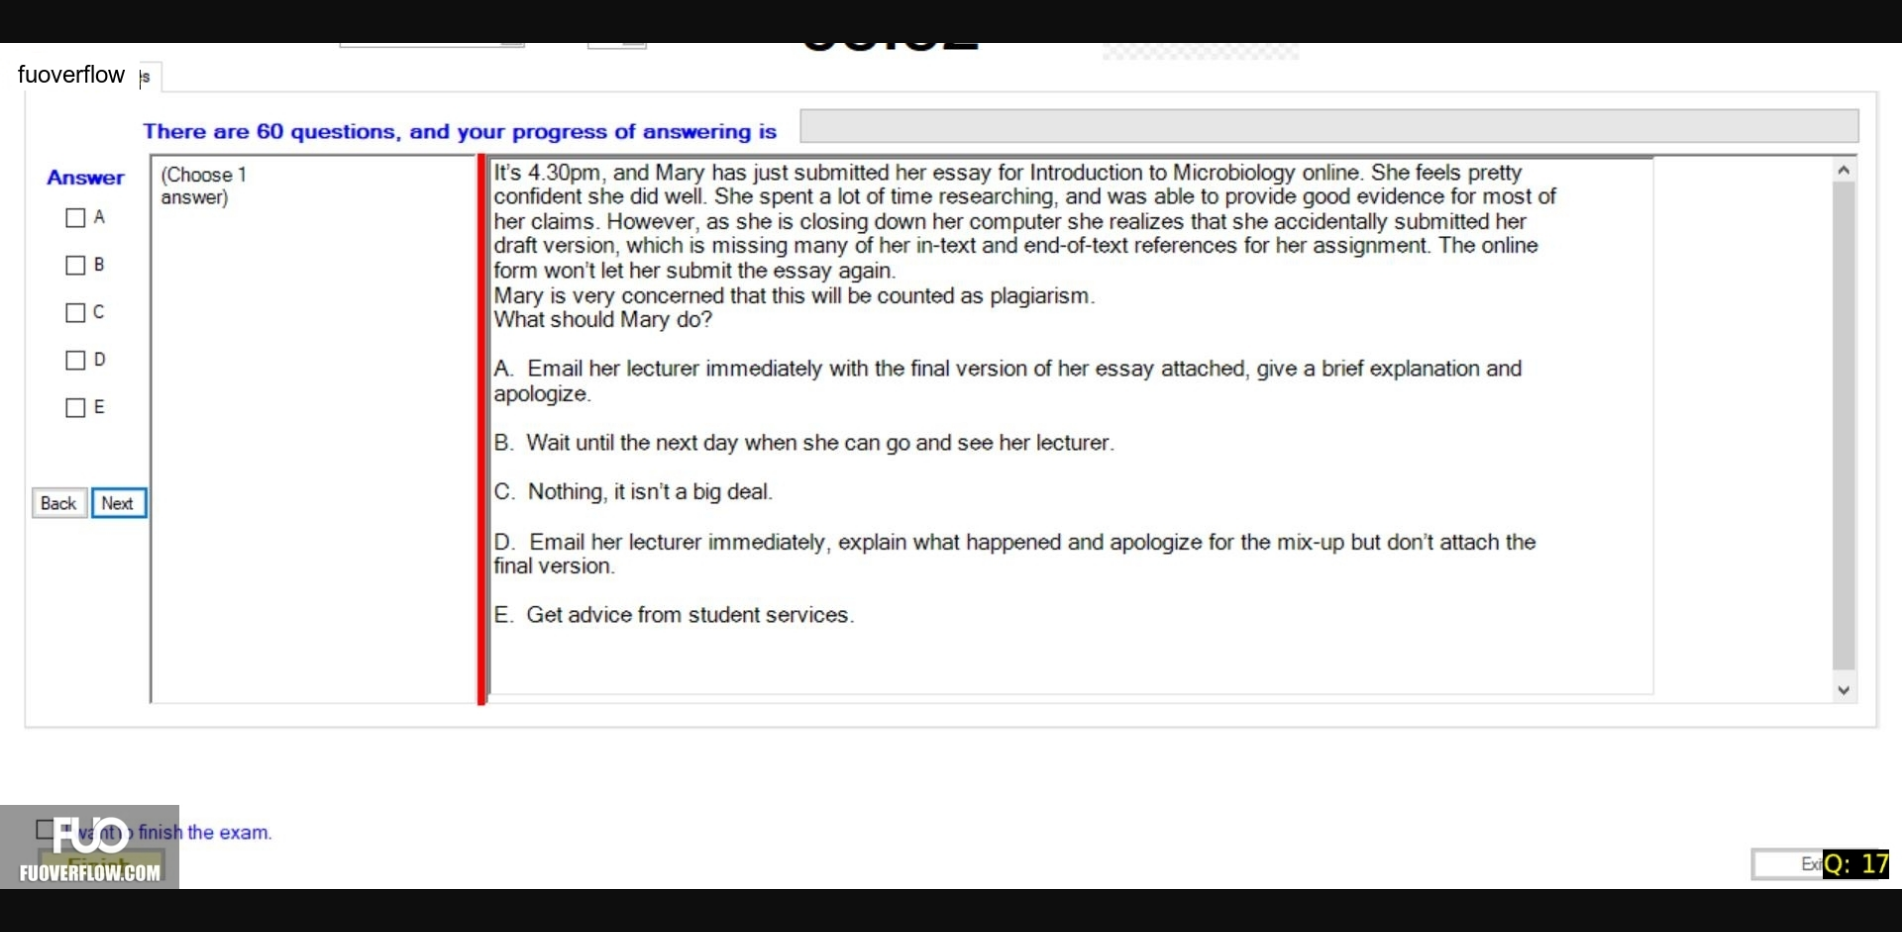 fuoverflow
There are 60 questions, and your progress of answering is
Answer
A
B
C
D
E
Back Next
(Choose 1
answer)
It's 4.30pm, and Mary has just submitted her essay for Introduction to Microbiology online. She feels pretty
confident she did well. She spent a lot of time researching, and was able to provide good evidence for most of
her claims. However, as she is closing down her computer she realizes that she accidentally submitted her
draft version, which is missing many of her in-text and end-of-text references for her assignment. The online
form won't let her submit the essay again.
Mary is very concerned that this will be counted as plagiarism.
What should Mary do?
A. Email her lecturer immediately with the final version of her essay attached, give a brief explanation and
apologize.
B. Wait until the next day when she can go and see her lecturer.
C. Nothing, it isn't a big deal.
D. Email her lecturer immediately, explain what happened and apologize for the mix-up but don't attach the
final version.
E. Get advice from student services.
FUO
want to finish the exam.
FUOVERFLOW.COM
Q: 17